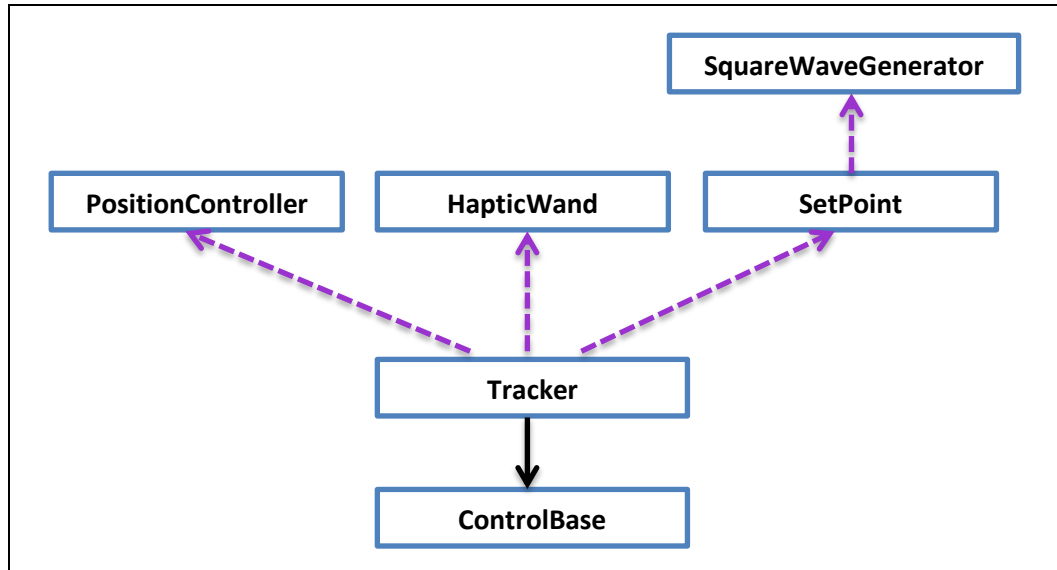 SquareWaveGenerator
PositionController
HapticWand
SetPoint
Tracker
ControlBase